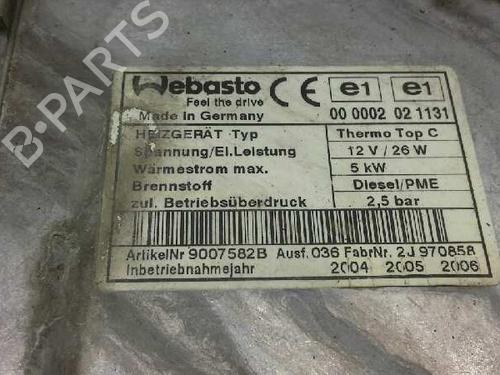 B-PARTS
Webasto
Feel the drive
CE
e1 e1
Made in Germany 00 0002 02 1131
HEIZGERÄT Typ Thermo Top C
Spannung/El.Leistung 12 V / 26 W
Wärmestrom max. 5 kW
Brennstoff Diesel/PME
zul. Betriebsüberdruck 2,5 bar
ArtikelNr 9007582B Ausf.036 FabrNr. 2J 970858
Inbetriebnahmejahr 2004 2005 2006